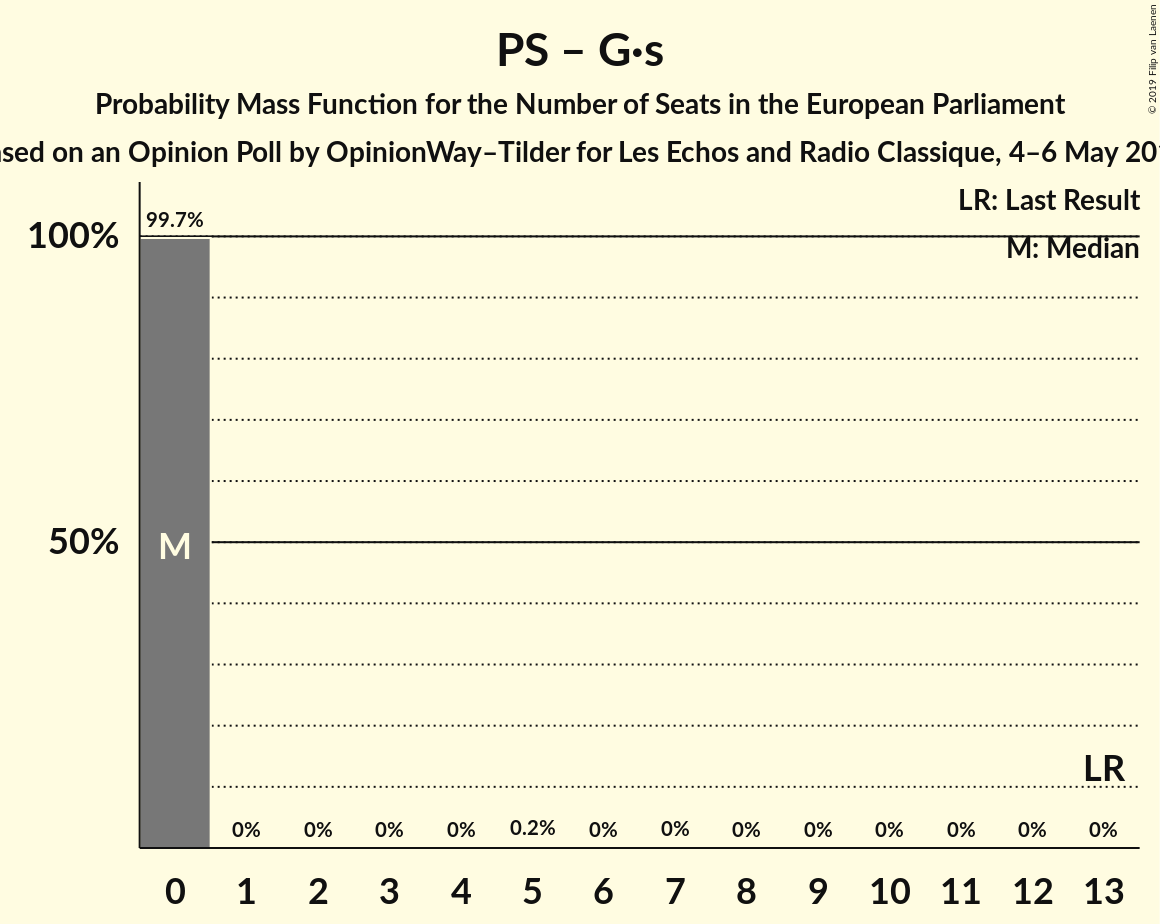 PS – G·s
Probability Mass Function for the Number of Seats in the European Parliament
on an Opinion Poll by OpinionWay–Tilder for Les Echos and Radio Classique, 4–6 May
© 2019 Filip van Laenen
LR: Last Result
M: Median
99.7%
100%
50%
M
LR
0% 0% 0% 0% 0.2% 0% 0% 0% 0% 0% 0% 0% 0%
0 1 2 3 4 5 6 7 8 9 10 11 12 13